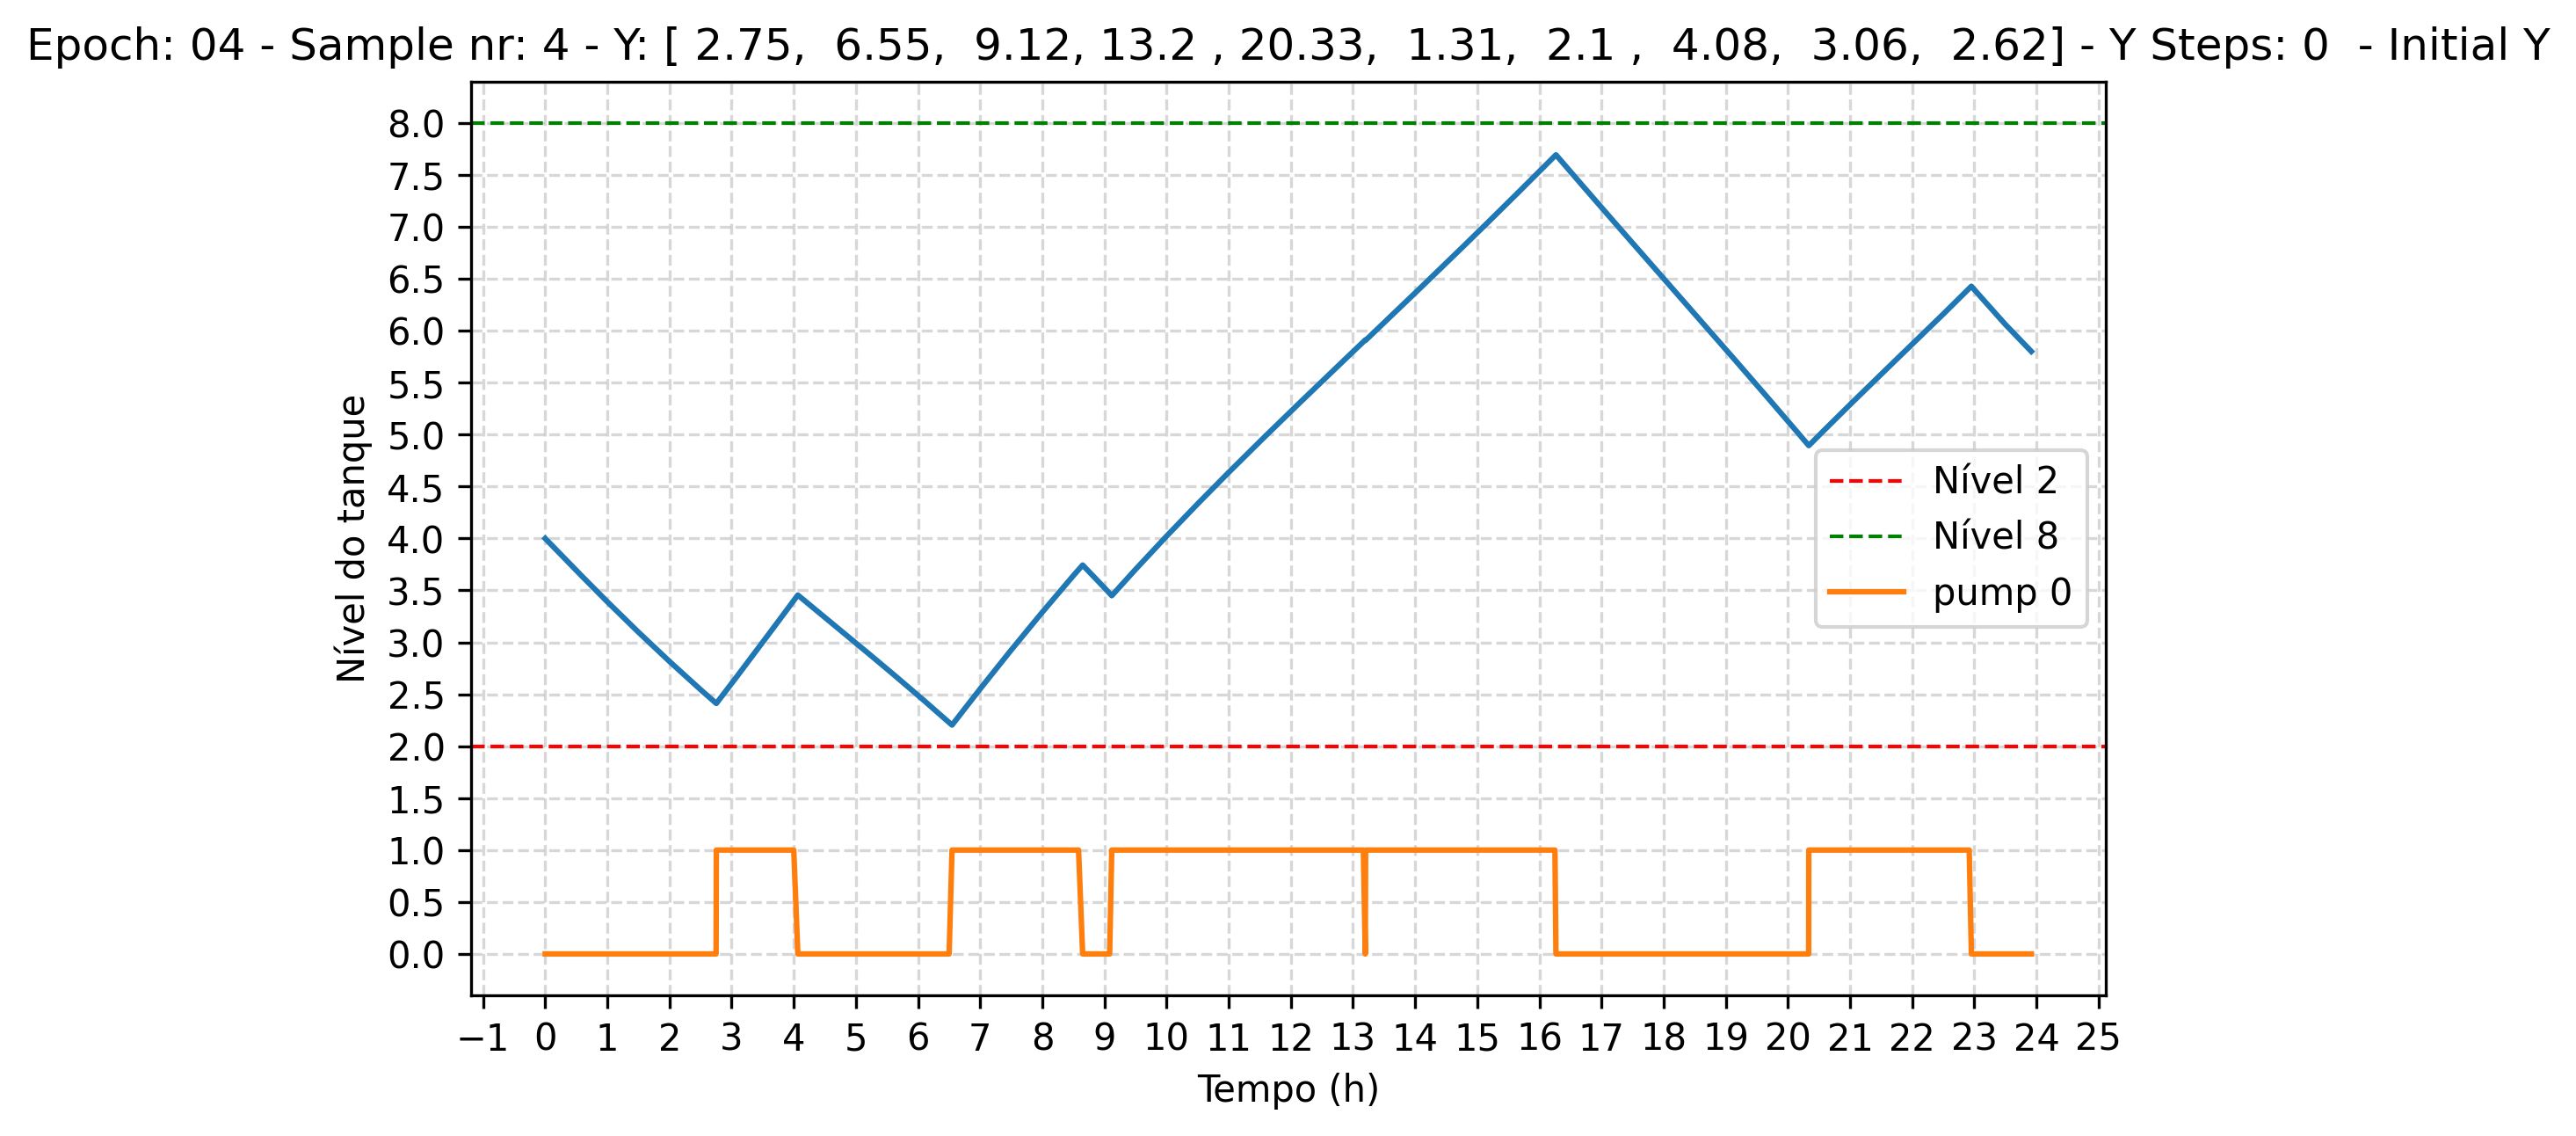 Epoch: 04 - Sample nr: 4 - Y: [ 2.75,  6.55,  9.12, 13.2 , 20.33,  1.31,  2.1 ,  4.08,  3.06,  2.62] - Y Steps: 0  - Initial Y
8.0
7.5
7.0
6.5
6.0
5.5
5.0
4.5
4.0
3.5
3.0
2.5
2.0
1.5
1.0
0.5
0.0
Nível do tanque
Nível 2
Nível 8
pump 0
−1 0 1 2 3 4 5 6 7 8 9 10 11 12 13 14 15 16 17 18 19 20 21 22 23 24 25
Tempo (h)